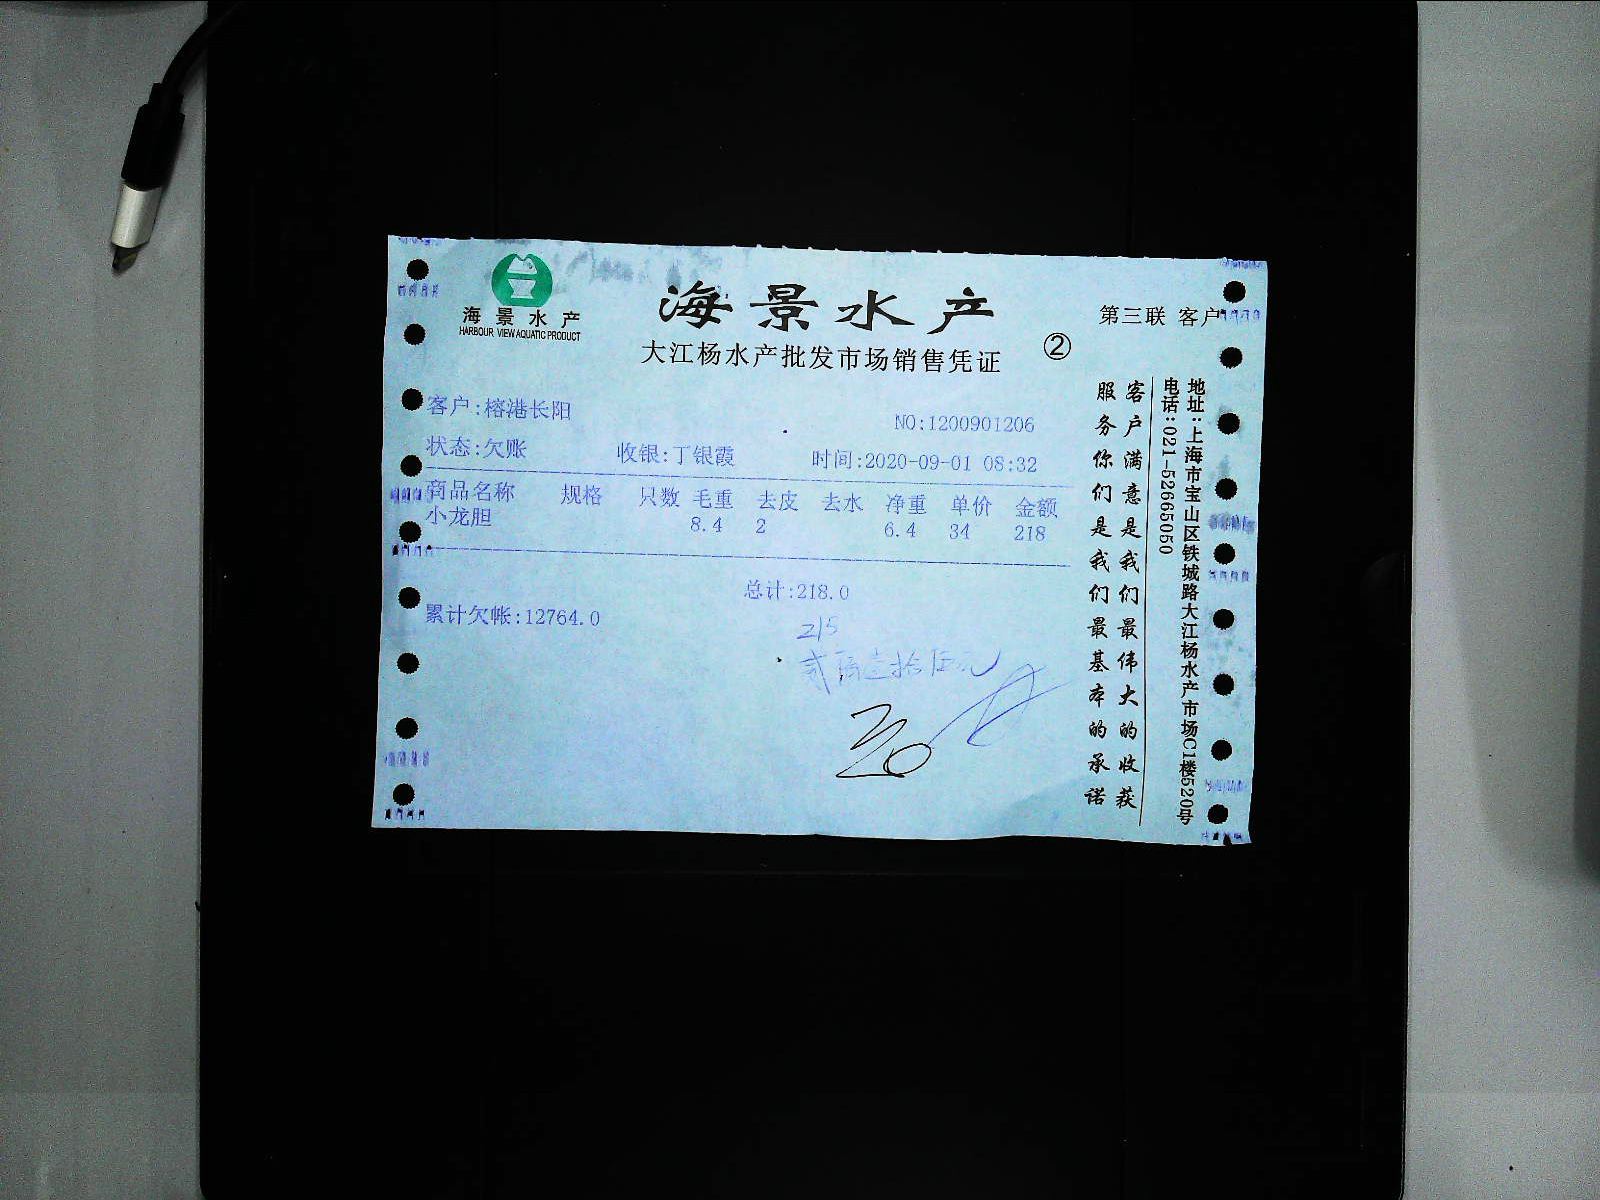 海景水产
HARBOUR VIEW AQUATIC PRODUCT
海景水产
大江杨水产批发市场销售凭证
②
第三联 客户
客户:榕港长阳
NO:1200901206
状态:欠账 收银:丁银霞 时间:2020-09-01 08:32
商品名称 规格 只数 毛重 去皮 去水 净重 单价 金额
小龙胆 8.4 2 6.4 34 218
总计:218.0
累计欠帐:12764.0
215
贰佰壹拾伍元
客户满意是我们最伟大的收获
服务你们是我们最基本的承诺
地址:上海市宝山区铁城路大江杨水产市场C1楼520号
电话:021-52665050